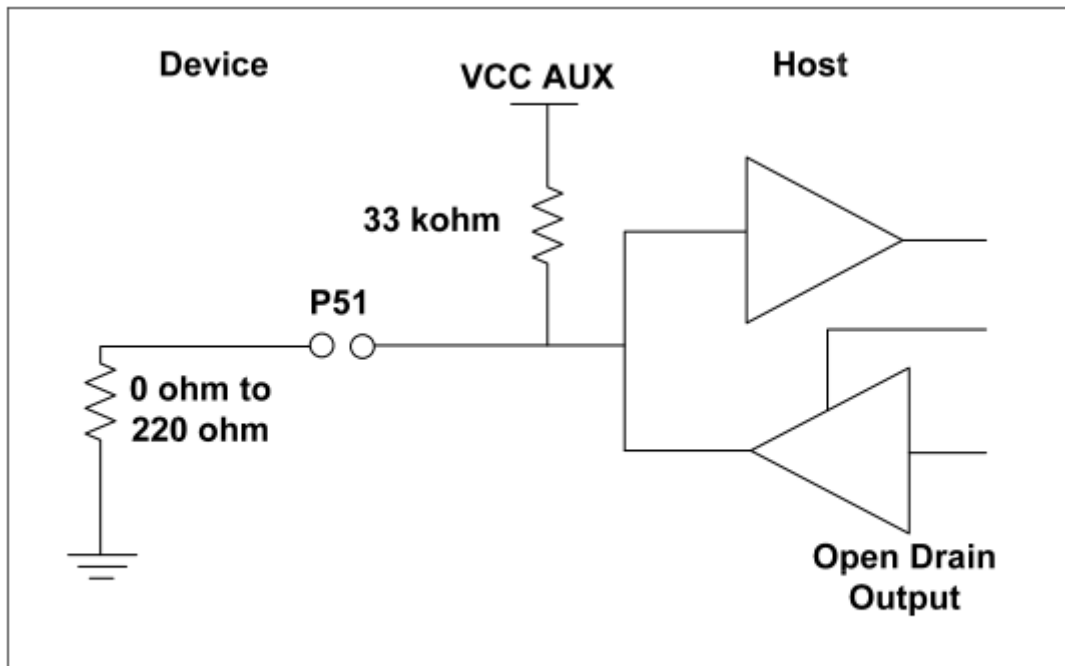 Device
VCC AUX
Host
33 kohm
P51
0 ohm to
220 ohm
Open Drain
Output